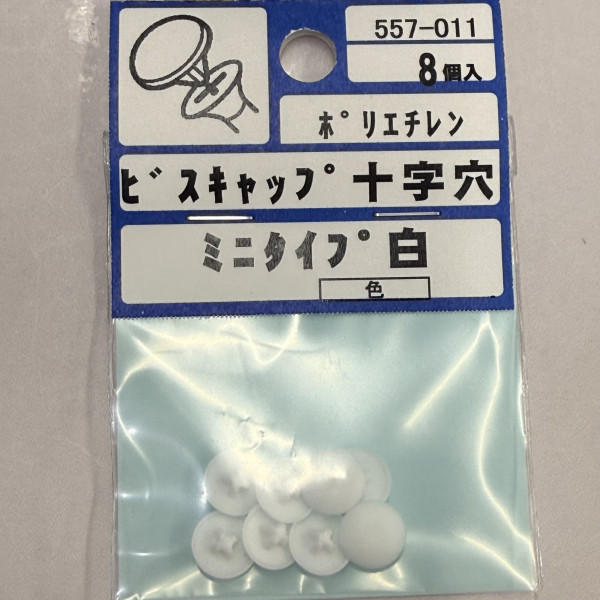 557-011
8個入
ポリエチレン
ビスキャップ十字穴
ミニタイプ白
色